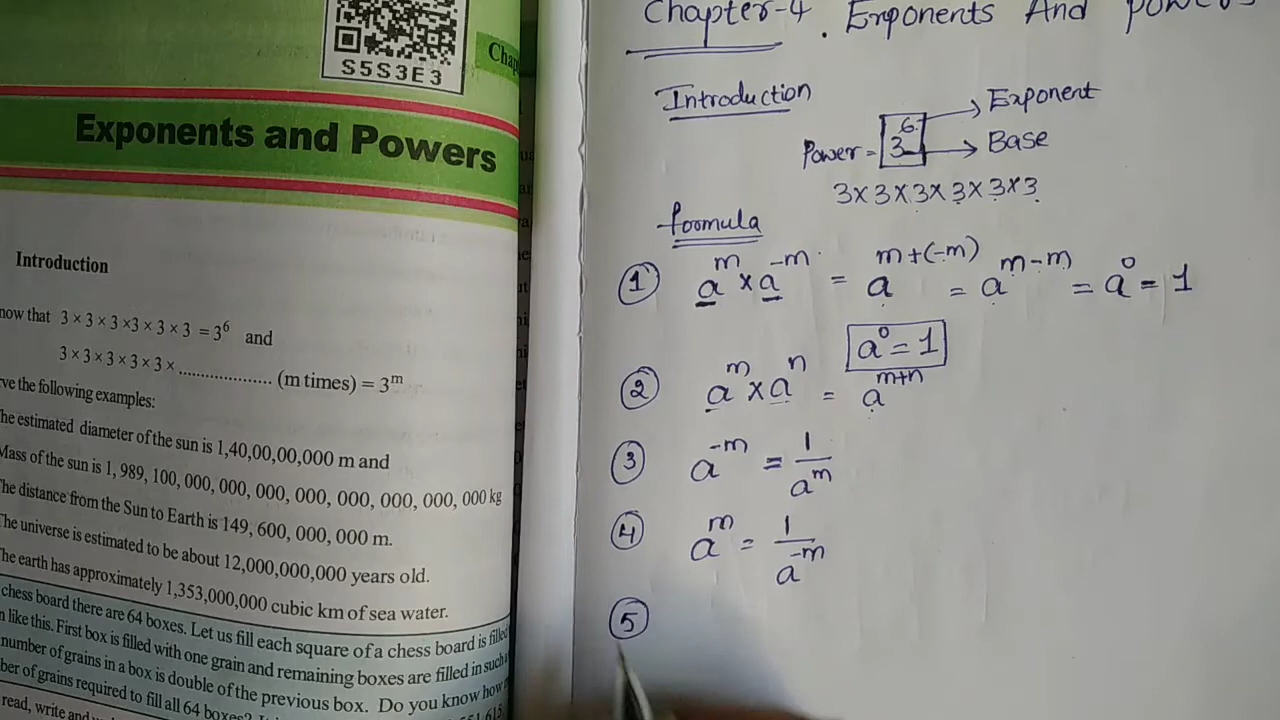 S5S3E3
Chap
Exponents and Powers
Introduction
now that 3 × 3 × 3 ×3 × 3 × 3 = 3⁶ and
3 × 3 × 3 × 3 × 3 × .................... (m times) = 3ᵐ
ve the following examples:
The estimated diameter of the sun is 1,40,00,00,000 m and
Mass of the sun is 1, 989, 100, 000, 000, 000, 000, 000, 000, 000, 000 kg
The distance from the Sun to Earth is 149, 600, 000, 000 m.
The universe is estimated to be about 12,000,000,000 years old.
The earth has approximately 1,353,000,000 cubic km of sea water.
chess board there are 64 boxes. Let us fill each square of a chess board is filled
n like this. First box is filled with one grain and remaining boxes are filled in such
number of grains in a box is double of the previous box. Do you know how
ber of grains required to fill all 64 boxes?
read, write and
Chapter-4. Exponents And Powers
Introduction
Power = 3⁶ → Exponent
→ Base
3×3×3×3×3×3
formula
① aᵐ × a⁻ᵐ = aᵐ⁺⁽⁻ᵐ⁾ = aᵐ⁻ᵐ = a⁰ = 1
a⁰ = 1
② aᵐ × aⁿ = aᵐ⁺ⁿ
③ a⁻ᵐ = 1/aᵐ
④ aᵐ = 1/a⁻ᵐ
⑤